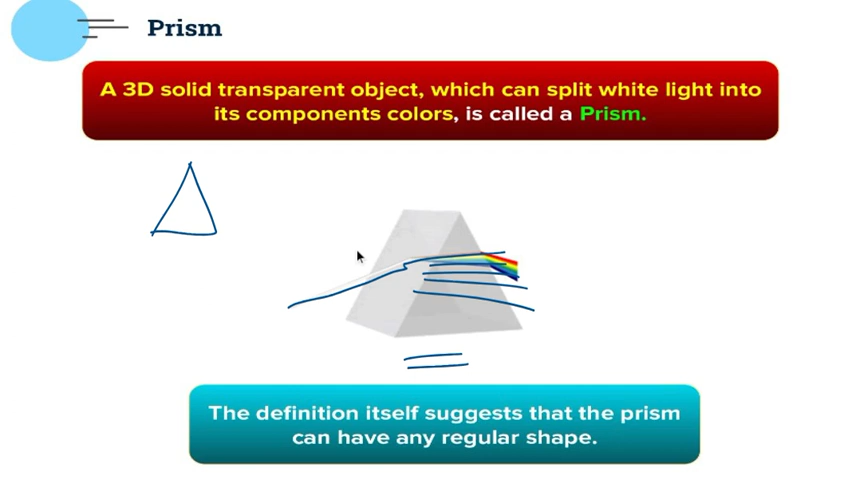 Prism
A 3D solid transparent object, which can split white light into
its components colors, is called a Prism.
The definition itself suggests that the prism
can have any regular shape.